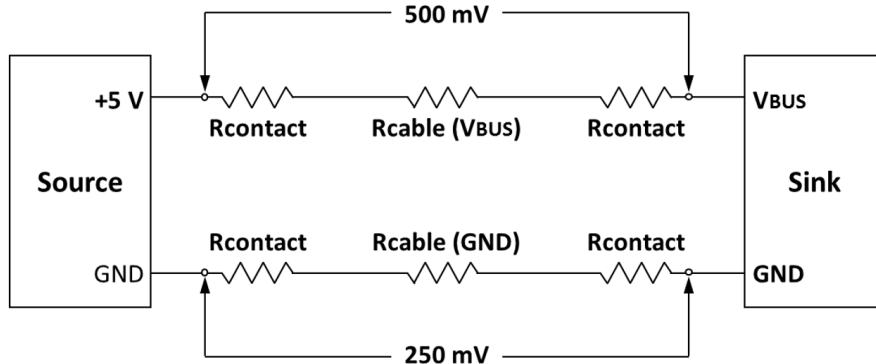 500 mV
+5 V
VBUS
Rcontact
Rcable (VBUS)
Rcontact
Source
Sink
Rcontact
Rcable (GND)
Rcontact
GND
GND
250 mV